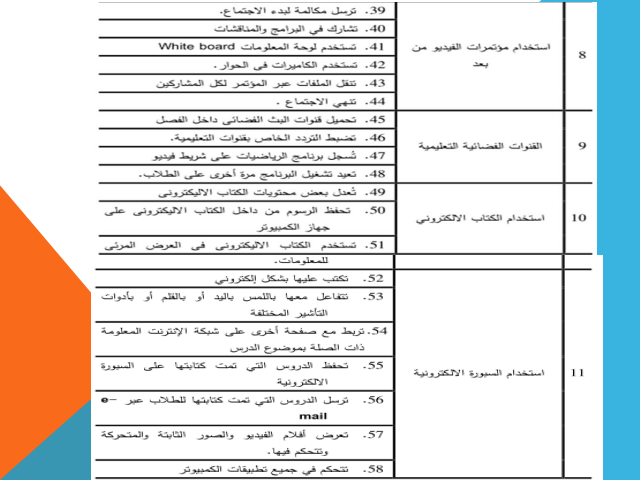 8
استخدام مؤتمرات الفيديو من
بعد
39. ترسل مكالمة لبدء الاجتماع.
40. تشارك في البرامج والمناقشات
41. تستخدم لوحة المعلومات White board
42. تستخدم الكاميرات فى الحوار .
43. تنقل الملفات عبر المؤتمر لكل المشاركين
44. تنهي الاجتماع .
9
القنوات الفضائية التعليمية
45. تحميل قنوات البث الفضائى داخل الفصل
46. تضبط التردد الخاص بقنوات التعليمية.
47. تُسجل برنامج الرياضيات على شريط فيديو
48. تعيد تشغيل البرنامج مرة أخرى على الطلاب.
10
استخدام الكتاب الالكتروني
49. تُعدل بعض محتويات الكتاب الاليكترونى
50. تحفظ الرسوم من داخل الكتاب الاليكترونى على
جهاز الكمبيوتر
51. تستخدم الكتاب الاليكترونى فى العرض المرئى
للمعلومات.
11
استخدام السبورة الالكترونية
52. تكتب عليها بشكل إلكتروني
53. تتفاعل معها باللمس باليد أو بالقلم أو بأدوات
التأشير المختلفة
54. تربط مع صفحة أخرى على شبكة الإنترنت المعلومة
ذات الصلة بموضوع الدرس
55. تحفظ الدروس التي تمت كتابتها على السبورة
الالكترونية
56. ترسل الدروس التي تمت كتابتها للطلاب عبر e-
mail
57. تعرض أفلام الفيديو والصور الثابتة والمتحركة
وتتحكم فيها.
58. تتحكم في جميع تطبيقات الكمبيوتر